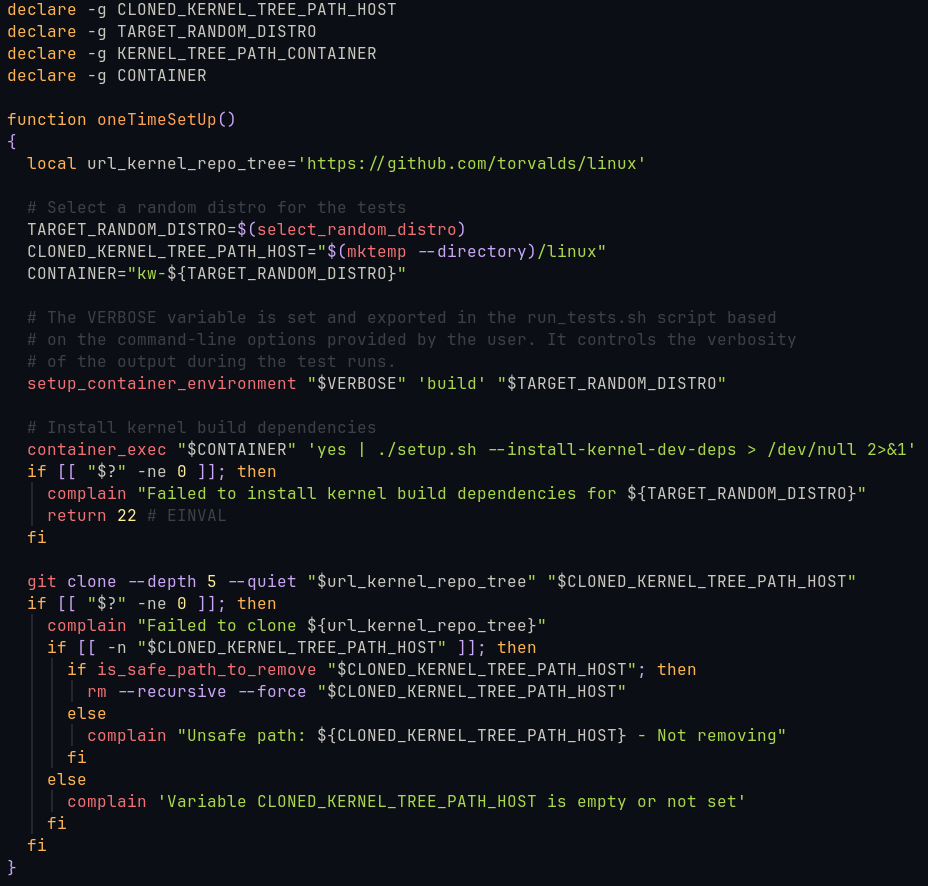 declare -g CLONED_KERNEL_TREE_PATH_HOST
declare -g TARGET_RANDOM_DISTRO
declare -g KERNEL_TREE_PATH_CONTAINER
declare -g CONTAINER

function oneTimeSetUp()
{
  local url_kernel_repo_tree='https://github.com/torvalds/linux'

  # Select a random distro for the tests
  TARGET_RANDOM_DISTRO=$(select_random_distro)
  CLONED_KERNEL_TREE_PATH_HOST="$(mktemp --directory)/linux"
  CONTAINER="kw-${TARGET_RANDOM_DISTRO}"

  # The VERBOSE variable is set and exported in the run_tests.sh script based
  # on the command-line options provided by the user. It controls the verbosity
  # of the output during the test runs.
  setup_container_environment "$VERBOSE" 'build' "$TARGET_RANDOM_DISTRO"

  # Install kernel build dependencies
  container_exec "$CONTAINER" 'yes | ./setup.sh --install-kernel-dev-deps > /dev/null 2>&1'
  if [[ "$?" -ne 0 ]]; then
    complain "Failed to install kernel build dependencies for ${TARGET_RANDOM_DISTRO}"
    return 22 # EINVAL
  fi

  git clone --depth 5 --quiet "$url_kernel_repo_tree" "$CLONED_KERNEL_TREE_PATH_HOST"
  if [[ "$?" -ne 0 ]]; then
    complain "Failed to clone ${url_kernel_repo_tree}"
    if [[ -n "$CLONED_KERNEL_TREE_PATH_HOST" ]]; then
      if is_safe_path_to_remove "$CLONED_KERNEL_TREE_PATH_HOST"; then
        rm --recursive --force "$CLONED_KERNEL_TREE_PATH_HOST"
      else
        complain "Unsafe path: ${CLONED_KERNEL_TREE_PATH_HOST} - Not removing"
      fi
    else
      complain 'Variable CLONED_KERNEL_TREE_PATH_HOST is empty or not set'
    fi
  fi
}